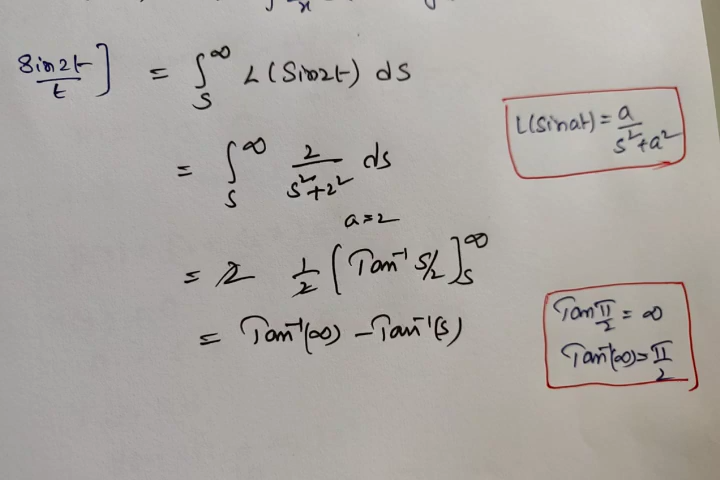 Sin2t/t] = ∫_S^∞ L(Sin2t) dS
= ∫_S^∞ 2/(s²+2²) ds
a=2
L(Sinat) = a/(s²+a²)
= 2 1/2 [Tan⁻¹ S/2]_S^∞
= Tan⁻¹(∞) - Tan⁻¹(s)
Tan π/2 = ∞
Tan⁻¹(∞) = π/2